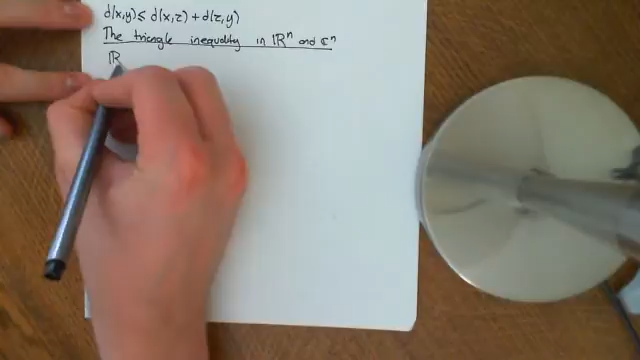 d(x,y) ≤ d(x,z) + d(z,y)
The triangle inequality in ℝⁿ and ℂⁿ
ℝ